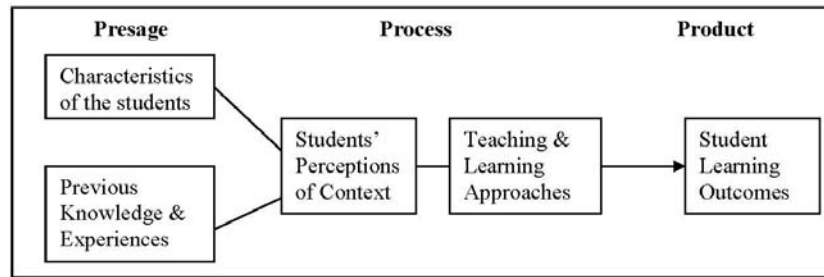 Presage Process Product
Characteristics
of the students
Previous
Knowledge &
Experiences
Students’
Perceptions
of Context
Teaching &
Learning
Approaches
Student
Learning
Outcomes